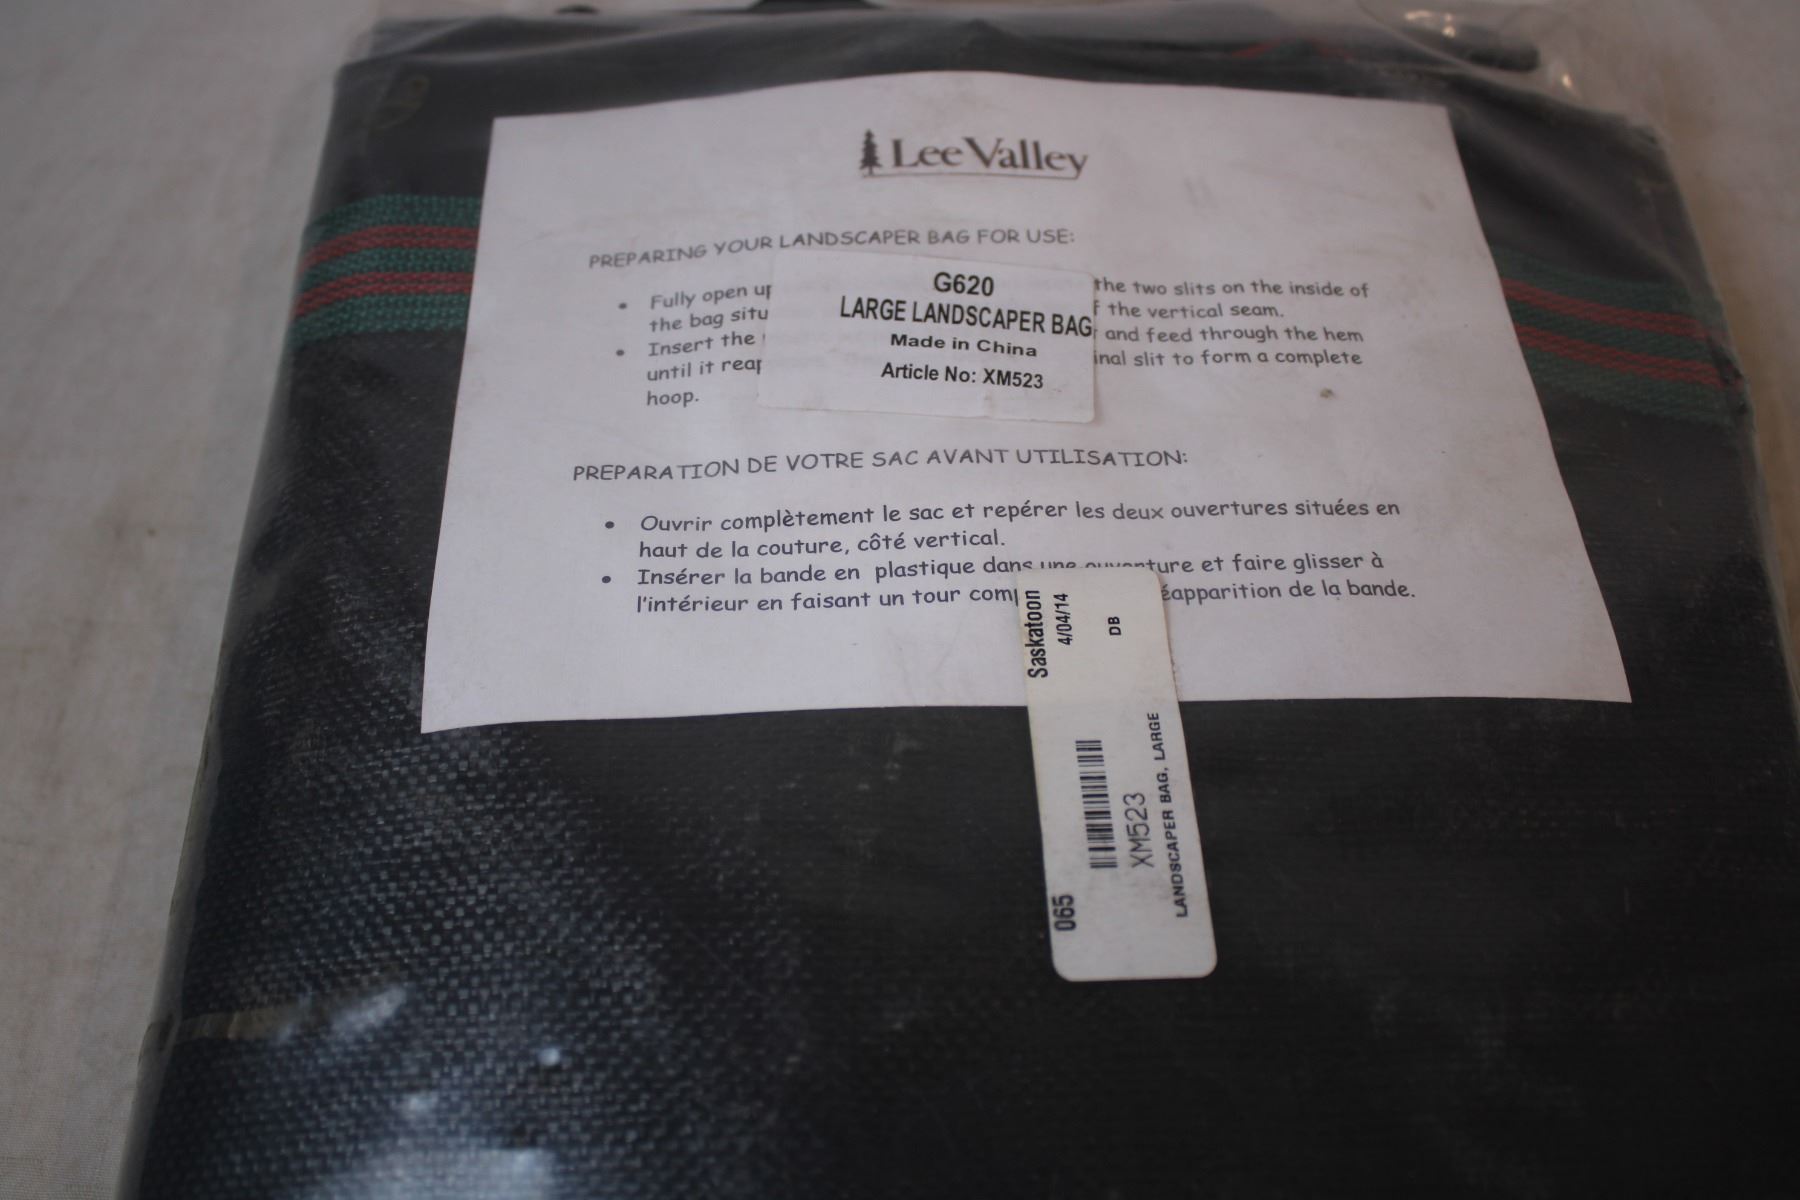 Lee Valley
PREPARING YOUR LANDSCAPER BAG FOR USE:
• Fully open up the two slits on the inside of
the bag situ f the vertical seam.
• Insert the and feed through the hem
until it reap inal slit to form a complete
hoop.
G620
LARGE LANDSCAPER BAG
Made in China
Article No: XM523
PREPARATION DE VOTRE SAC AVANT UTILISATION:
• Ouvrir complètement le sac et repérer les deux ouvertures situées en
haut de la couture, côté vertical.
• Insérer la bande en plastique dans une ouverture et faire glisser à
l'intérieur en faisant un tour comp éapparition de la bande.
Saskatoon
4/04/14
DB
065
XM523
LANDSCAPER BAG, LARGE